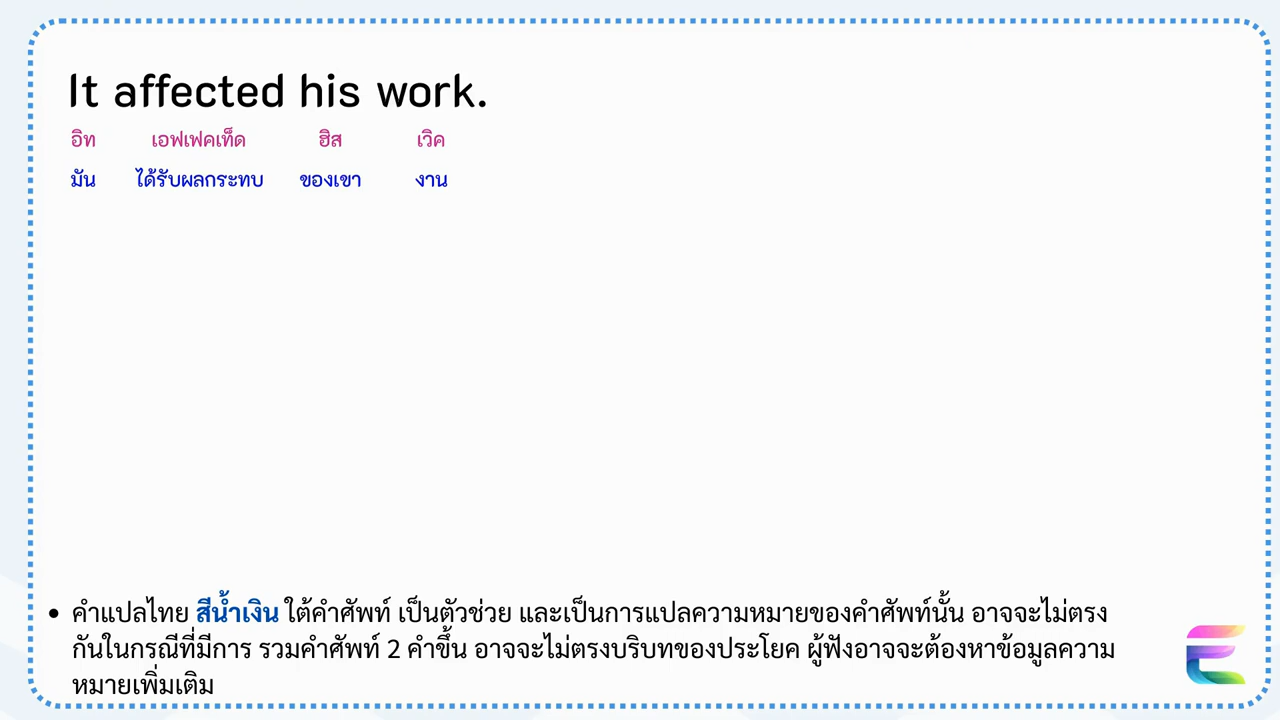 It affected his work.
อิท เอฟเฟคเท็ด ฮิส เวิค
มัน ได้รับผลกระทบ ของเขา งาน
• คำแปลไทย สีน้ำเงิน ใต้คำศัพท์ เป็นตัวช่วย และเป็นการแปลความหมายของคำศัพท์นั้น อาจจะไม่ตรง
กันในกรณีที่มีการ รวมคำศัพท์ 2 คำขึ้น อาจจะไม่ตรงบริบทของประโยค ผู้ฟังอาจจะต้องหาข้อมูลความ
หมายเพิ่มเติม